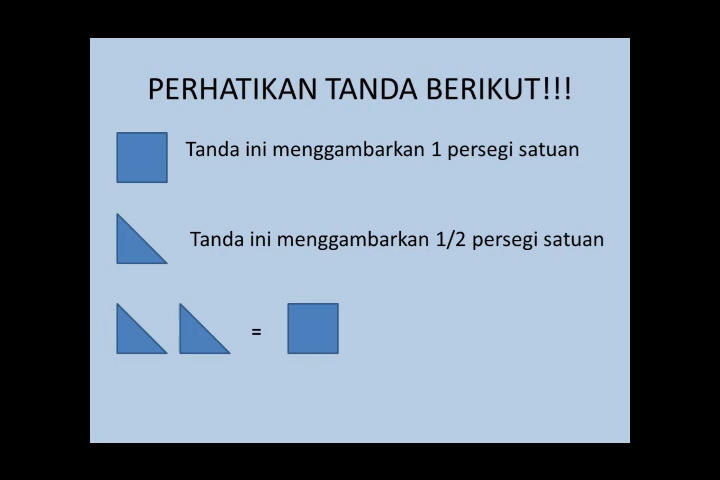 PERHATIKAN TANDA BERIKUT!!!
Tanda ini menggambarkan 1 persegi satuan
Tanda ini menggambarkan 1/2 persegi satuan
=